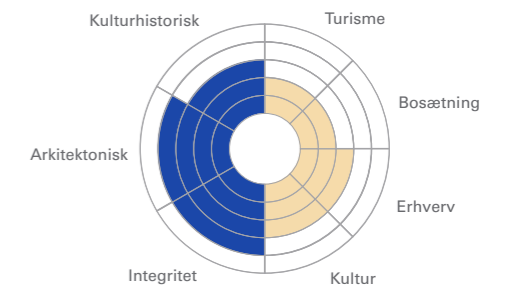 Kulturhistorisk
Turisme
Bosætning
Arkitektonisk
Erhverv
Integritet
Kultur